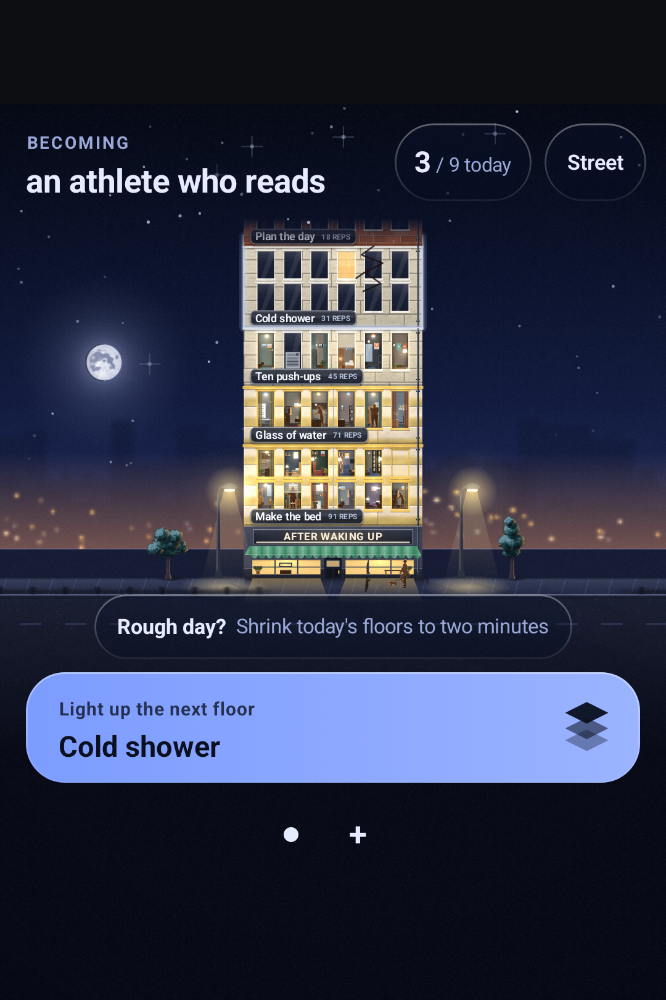 BECOMING
an athlete who reads
3 / 9 today
Street
Plan the day 18 REPS
Cold shower 31 REPS
Ten push-ups 45 REPS
Glass of water 71 REPS
Make the bed 91 REPS
AFTER WAKING UP
Rough day? Shrink today's floors to two minutes
Light up the next floor
Cold shower